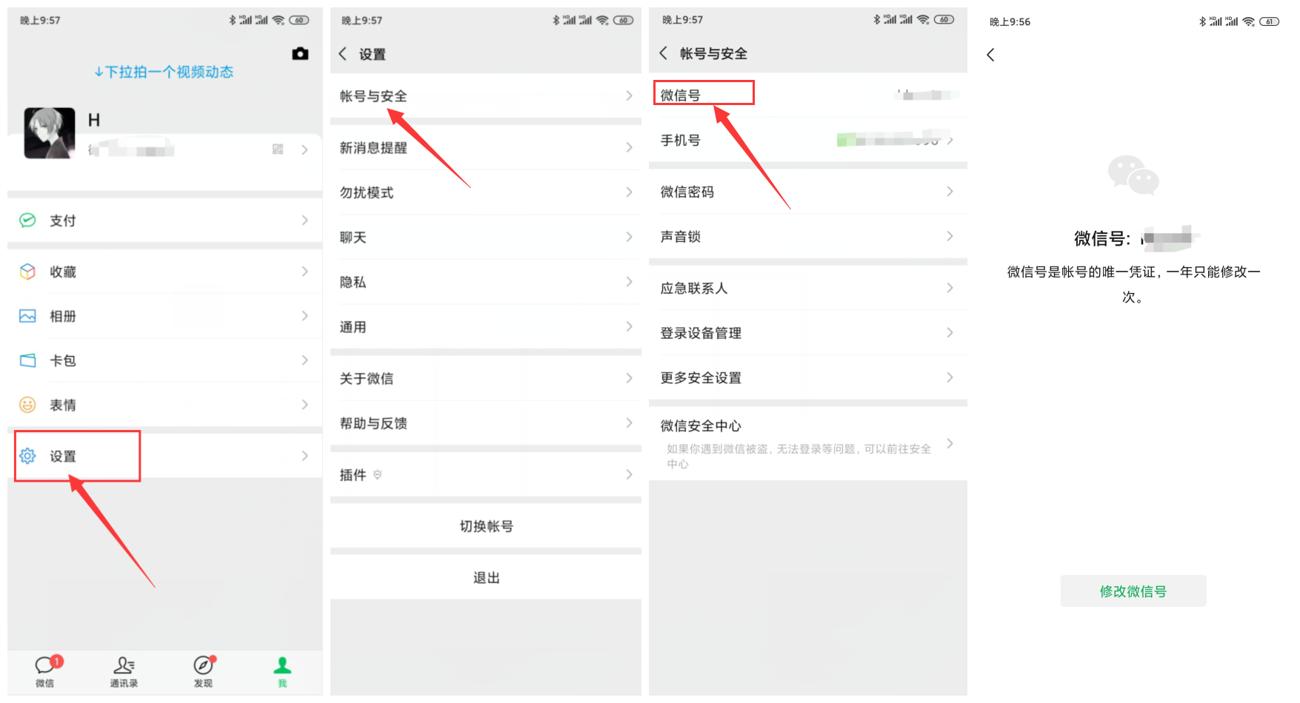 晚上9:57
60
↓下拉拍一个视频动态
H
支付
收藏
相册
卡包
表情
设置
1
微信
通讯录
发现
我
晚上9:57
60
设置
帐号与安全
新消息提醒
勿扰模式
聊天
隐私
通用
关于微信
帮助与反馈
插件
切换帐号
退出
晚上9:57
60
帐号与安全
微信号
手机号
微信密码
声音锁
应急联系人
登录设备管理
更多安全设置
微信安全中心
如果你遇到微信被盗，无法登录等问题，可以前往安全
中心
晚上9:56
61
微信号：
微信号是帐号的唯一凭证，一年只能修改一
次。
修改微信号